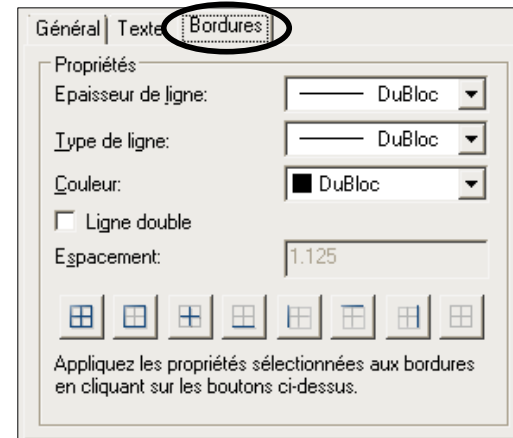 Général Texte Bordures
Propriétés
Epaisseur de ligne: DuBloc
Type de ligne: DuBloc
Couleur: DuBloc
Ligne double
Espacement: 1.125
Appliquez les propriétés sélectionnées aux bordures
en cliquant sur les boutons ci-dessus.